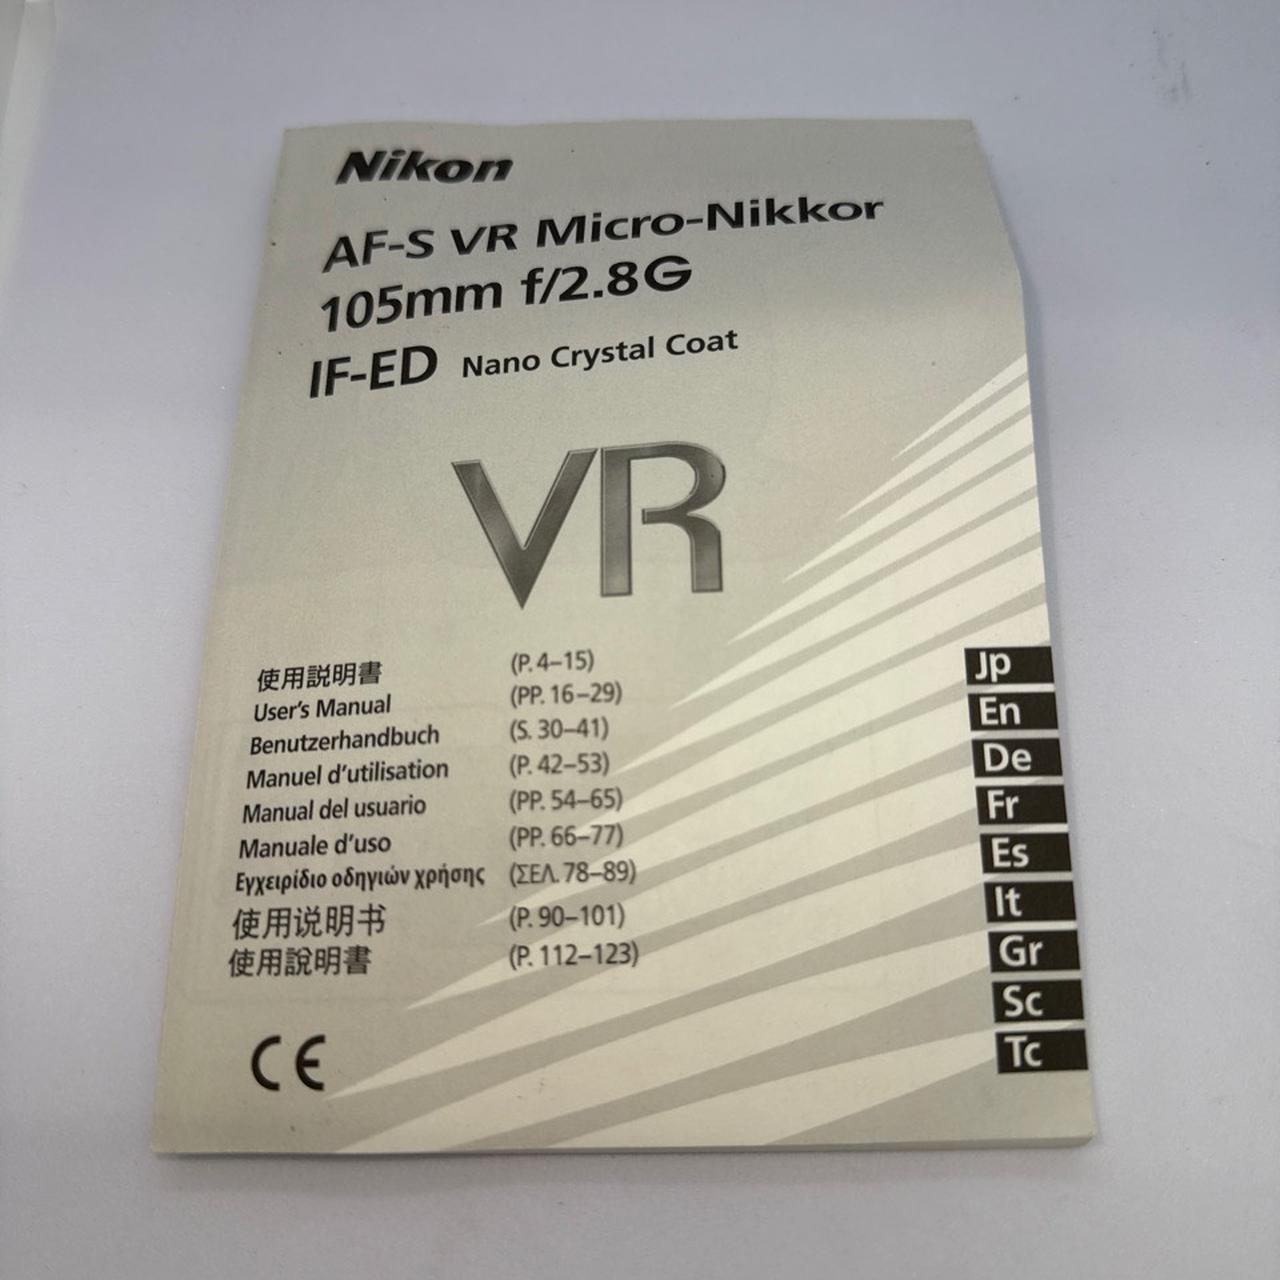 Nikon
AF-S VR Micro-Nikkor
105mm f/2.8G
IF-ED Nano Crystal Coat
VR
使用説明書 (P. 4–15)
User's Manual (PP. 16–29)
Benutzerhandbuch (S. 30–41)
Manuel d'utilisation (P. 42–53)
Manual del usuario (PP. 54–65)
Manuale d'uso (PP. 66–77)
Εγχειρίδιο οδηγιών χρήσης (ΣΕΛ. 78–89)
使用说明书 (P. 90–101)
使用說明書 (P. 112–123)
Jp
En
De
Fr
Es
It
Gr
Sc
Tc
CE